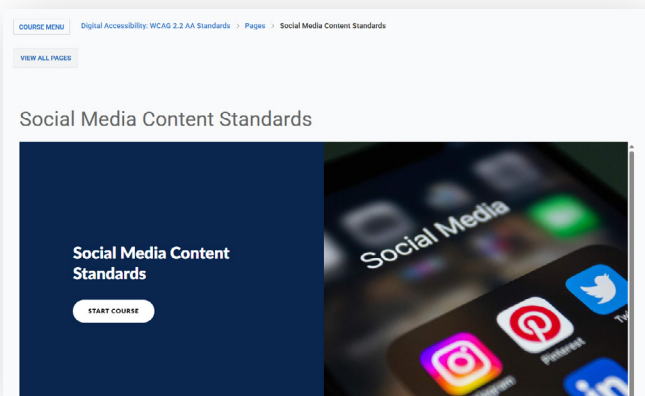 COURSE MENU Digital Accessibility: WCAG 2.2 AA Standards > Pages > Social Media Content Standards
VIEW ALL PAGES
Social Media Content Standards
Social Media Content
Standards
START COURSE
Social Media
Pinterest